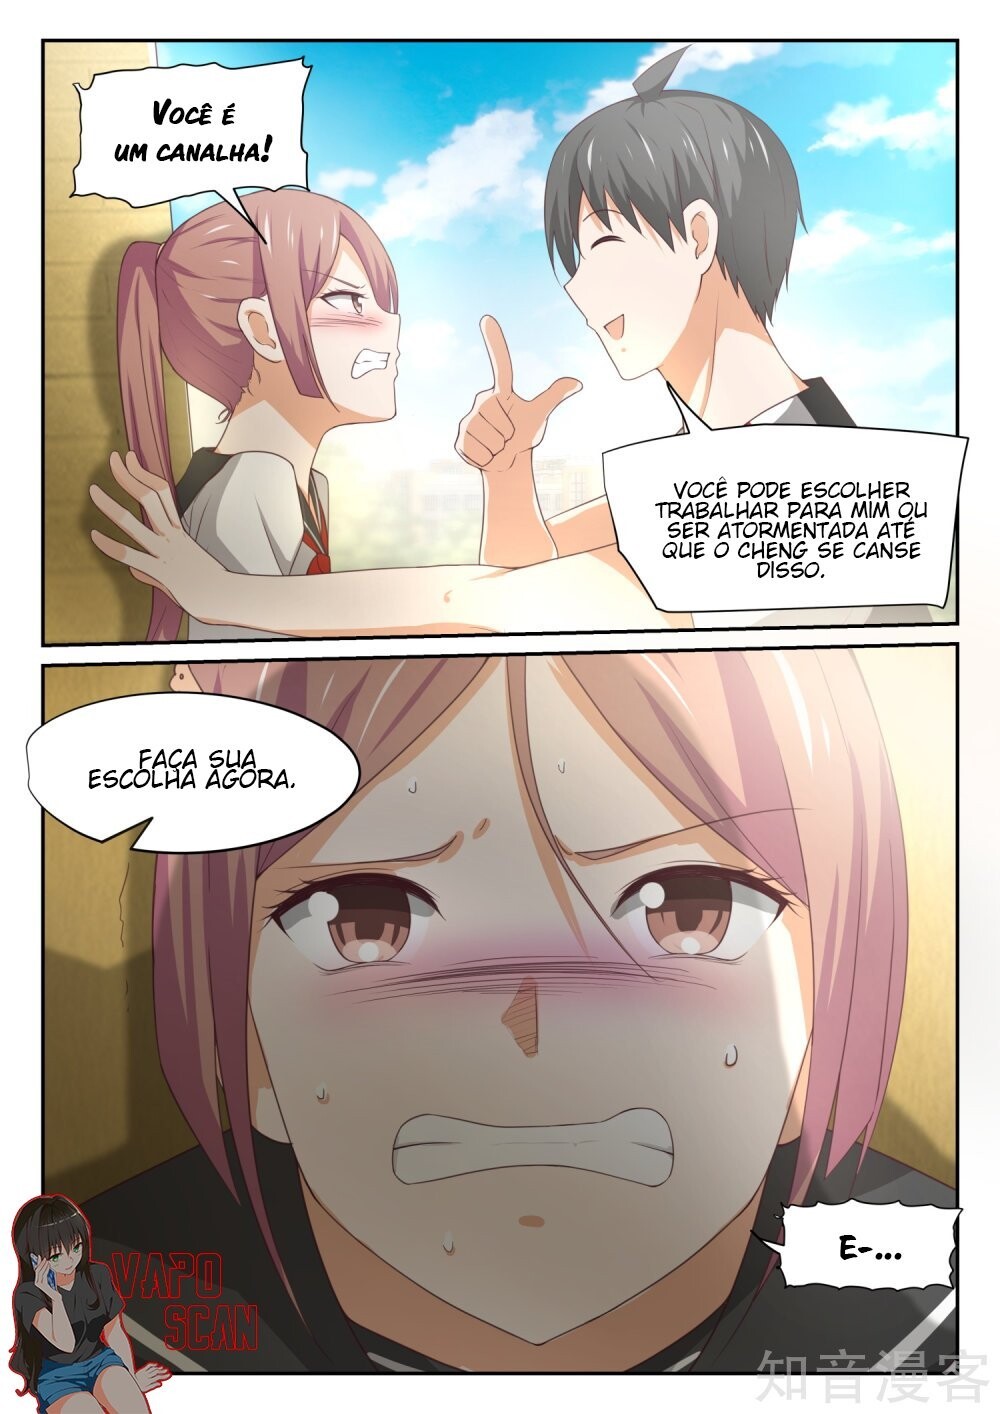 VOCÊ É
UM CANALHA!
VOCÊ PODE ESCOLHER
TRABALHAR PARA MIM OU
SER ATORMENTADA ATÉ
QUE O CHENG SE CANSE
DISSO.
FAÇA SUA
ESCOLHA AGORA.
E-...
VAPO
SCAN
知音漫客